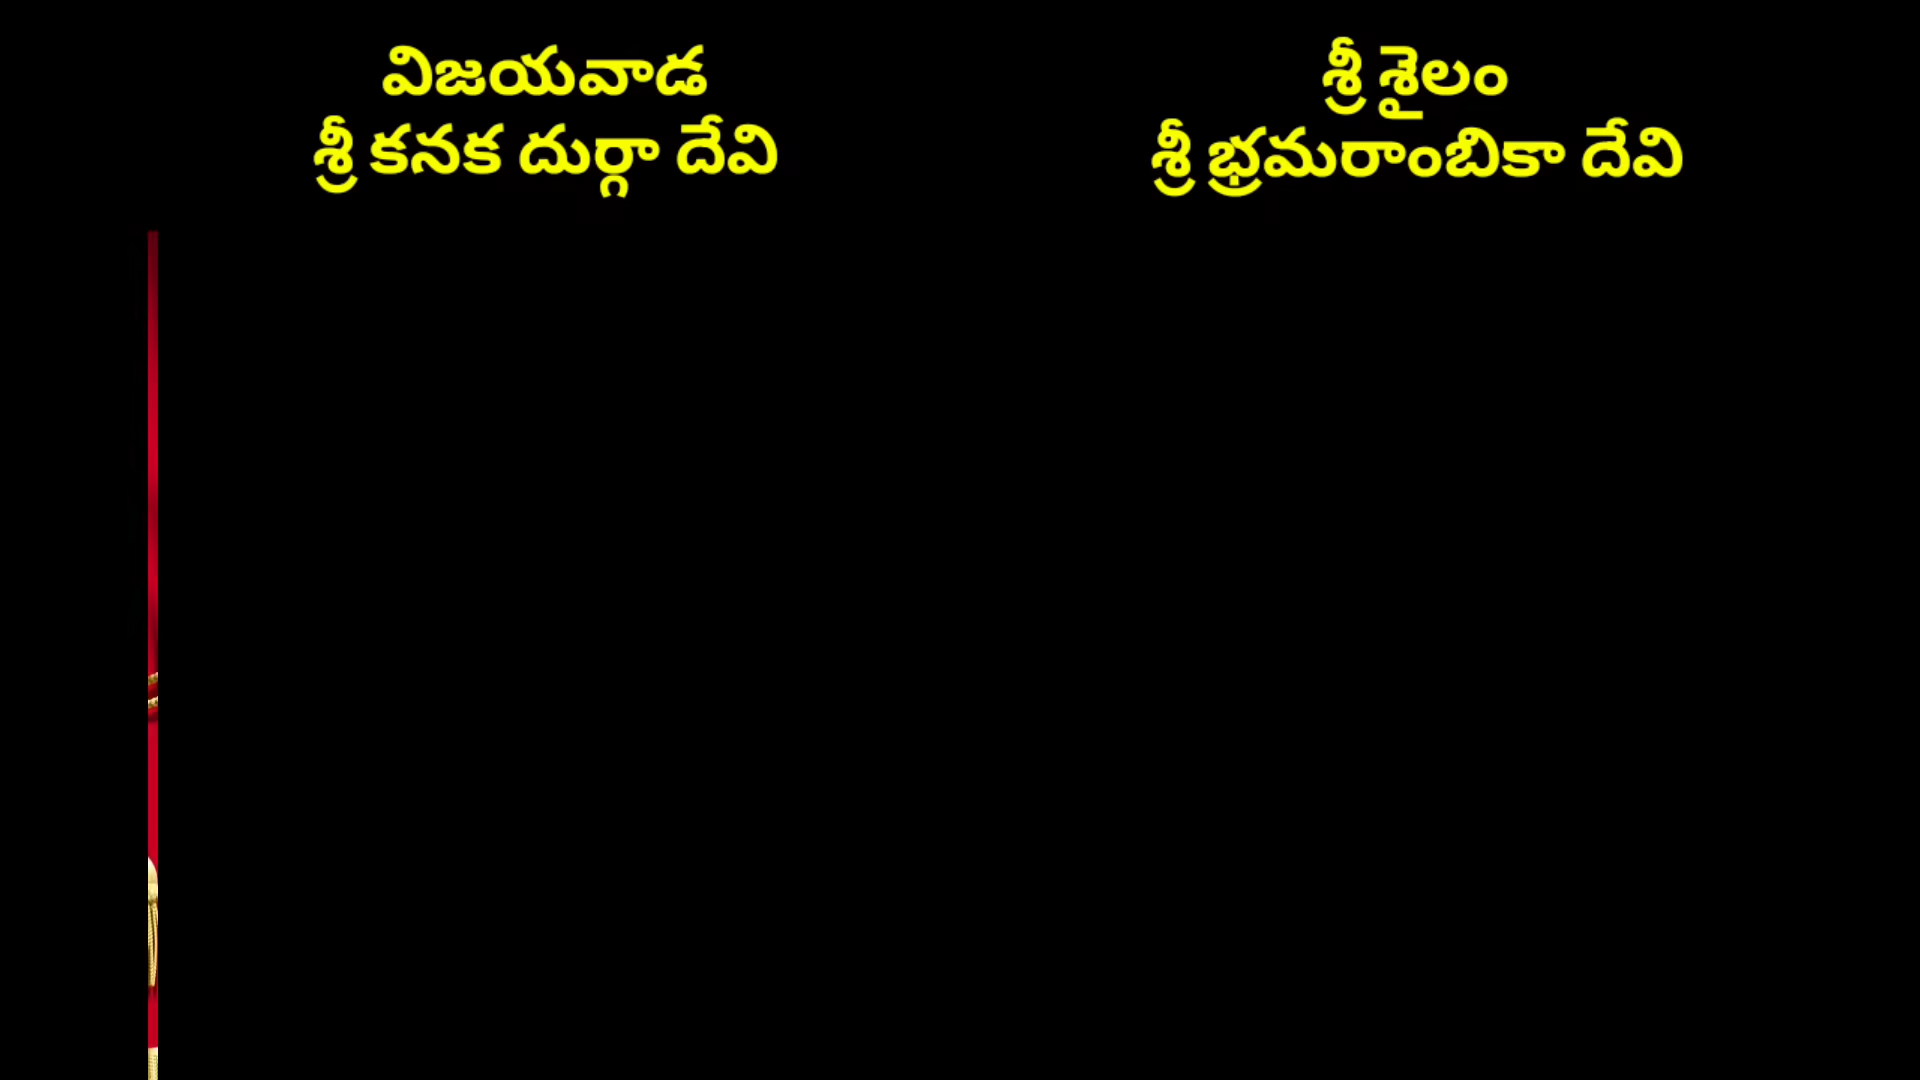 విజయవాడ
శ్రీ కనక దుర్గా దేవి
శ్రీ శైలం
శ్రీ భ్రమరాంబికా దేవి